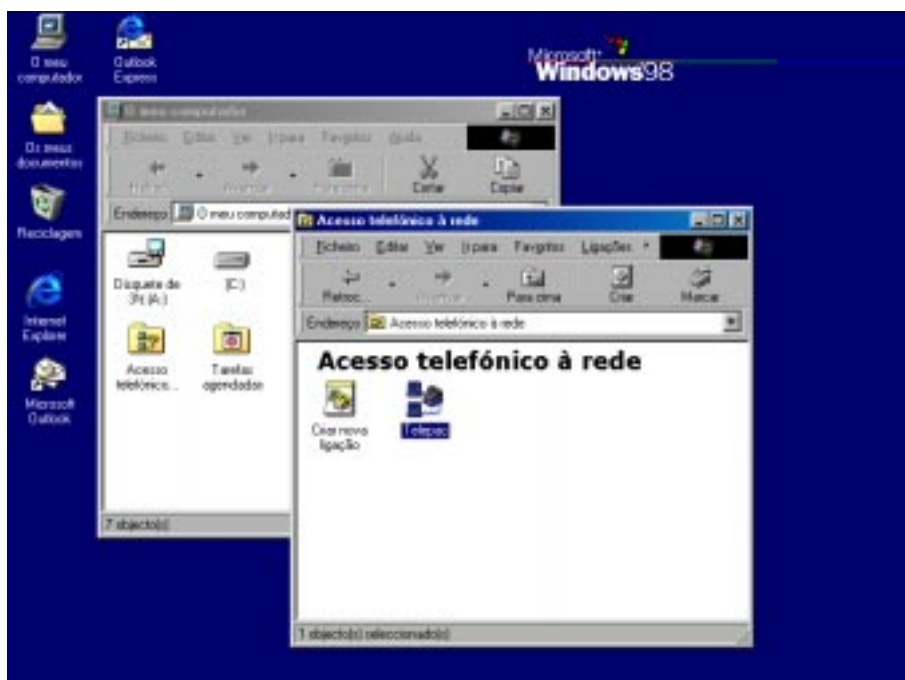 O meu
computador
Outlook
Express
Os meus
documentos
Reciclagem
Internet
Explorer
Microsoft
Outlook
Microsoft
Windows98
O meu computador
Ficheiro Editar Ver Ir para Favoritos Ajuda
Avançar
Cortar Copiar
Endereço O meu computad
Disquete de
3½ (A:)
(C:)
Acesso
telefónico...
Tarefas
agendadas
7 objecto(s)
Acesso telefónico à rede
Ficheiro Editar Ver Ir para Favoritos Ligações
Retroc... Avançar Para cima Criar Marcar
Endereço Acesso telefónico à rede
Acesso telefónico à rede
Criar nova
ligação
Telepac
1 objecto(s) seleccionado(s)